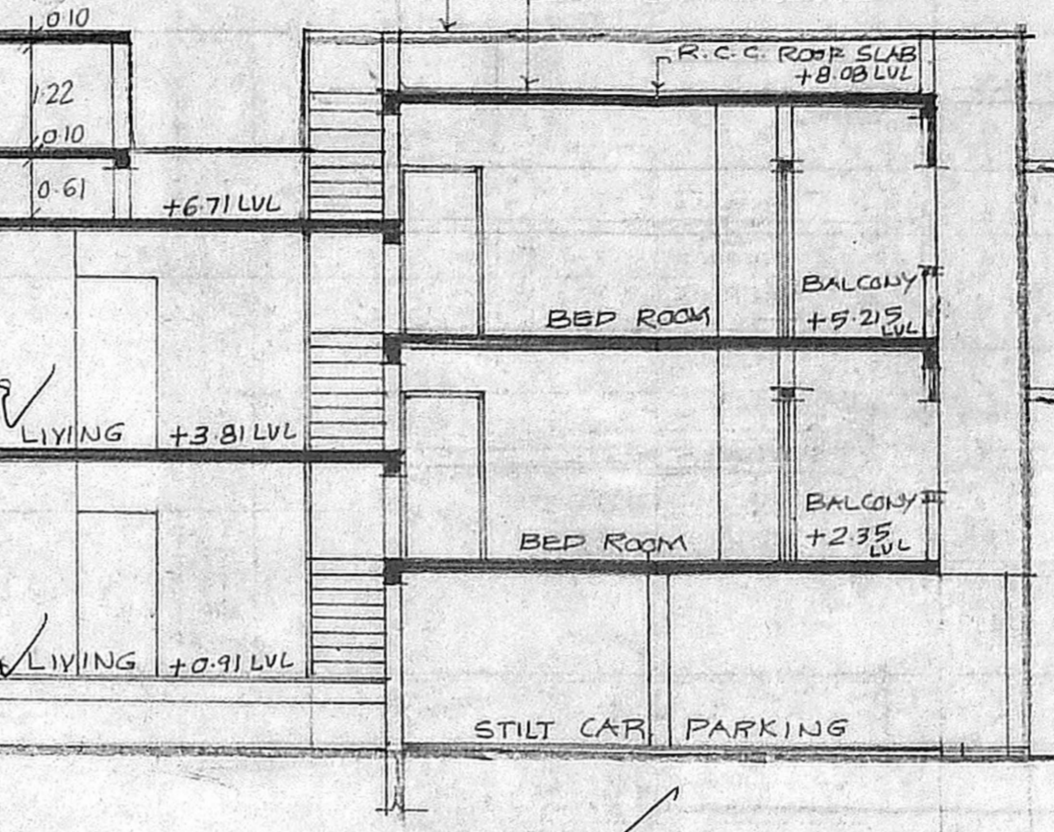 0.10
R.C.C. ROOF SLAB
+8.08 LVL
1.22
0.10
0.61
+6.71 LVL
BALCONY
BED ROOM
+5.215
LVL
LIVING
+3.81 LVL
BALCONY
BED ROOM
+2.35
LVL
LIVING
+0.91 LVL
STILT CAR PARKING